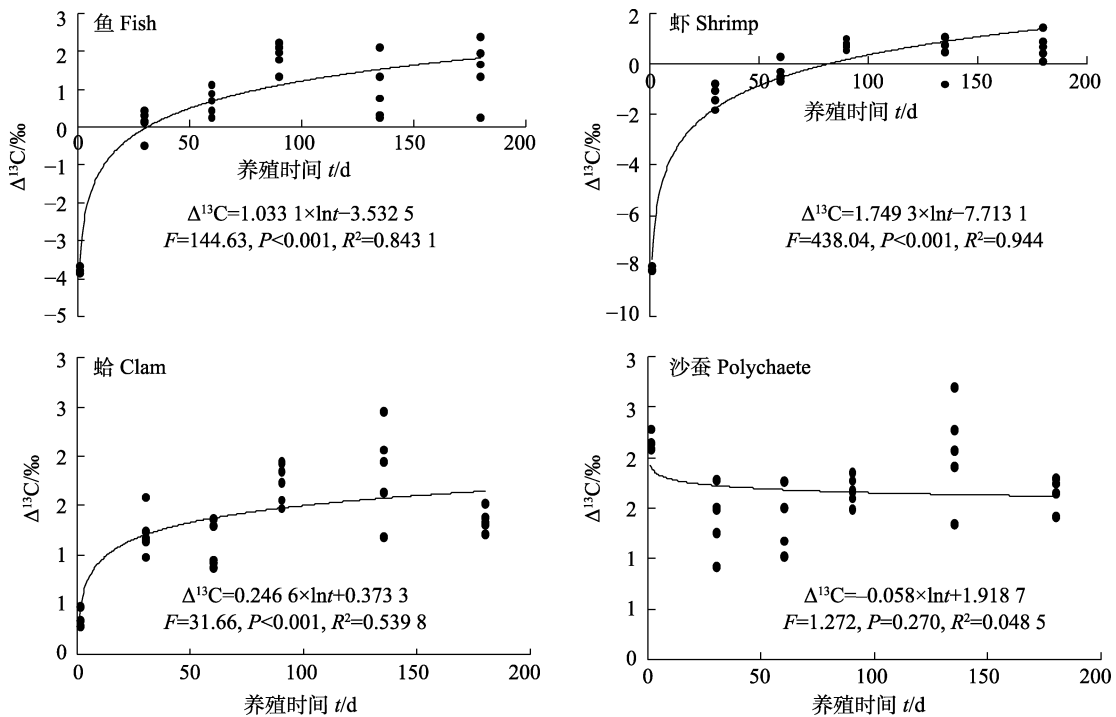 鱼 Fish
3
2
1
0
−1
−2
−3
−4
−5
Δ¹³C/‰
50
100
150
200
养殖时间 t/d
Δ¹³C=1.033 1×lnt−3.532 5
F=144.63, P<0.001, R²=0.843 1
虾 Shrimp
2
0
−2
−4
−6
−8
−10
Δ¹³C/‰
0
50
100
150
200
养殖时间 t/d
Δ¹³C=1.749 3×lnt−7.713 1
F=438.04, P<0.001, R²=0.944
蛤 Clam
3
3
2
2
1
1
0
Δ¹³C/‰
0
50
100
150
200
养殖时间 t/d
Δ¹³C=0.246 6×lnt+0.373 3
F=31.66, P<0.001, R²=0.539 8
沙蚕 Polychaete
3
3
2
2
1
1
0
Δ¹³C/‰
0
50
100
150
200
养殖时间 t/d
Δ¹³C=−0.058×lnt+1.918 7
F=1.272, P=0.270, R²=0.048 5